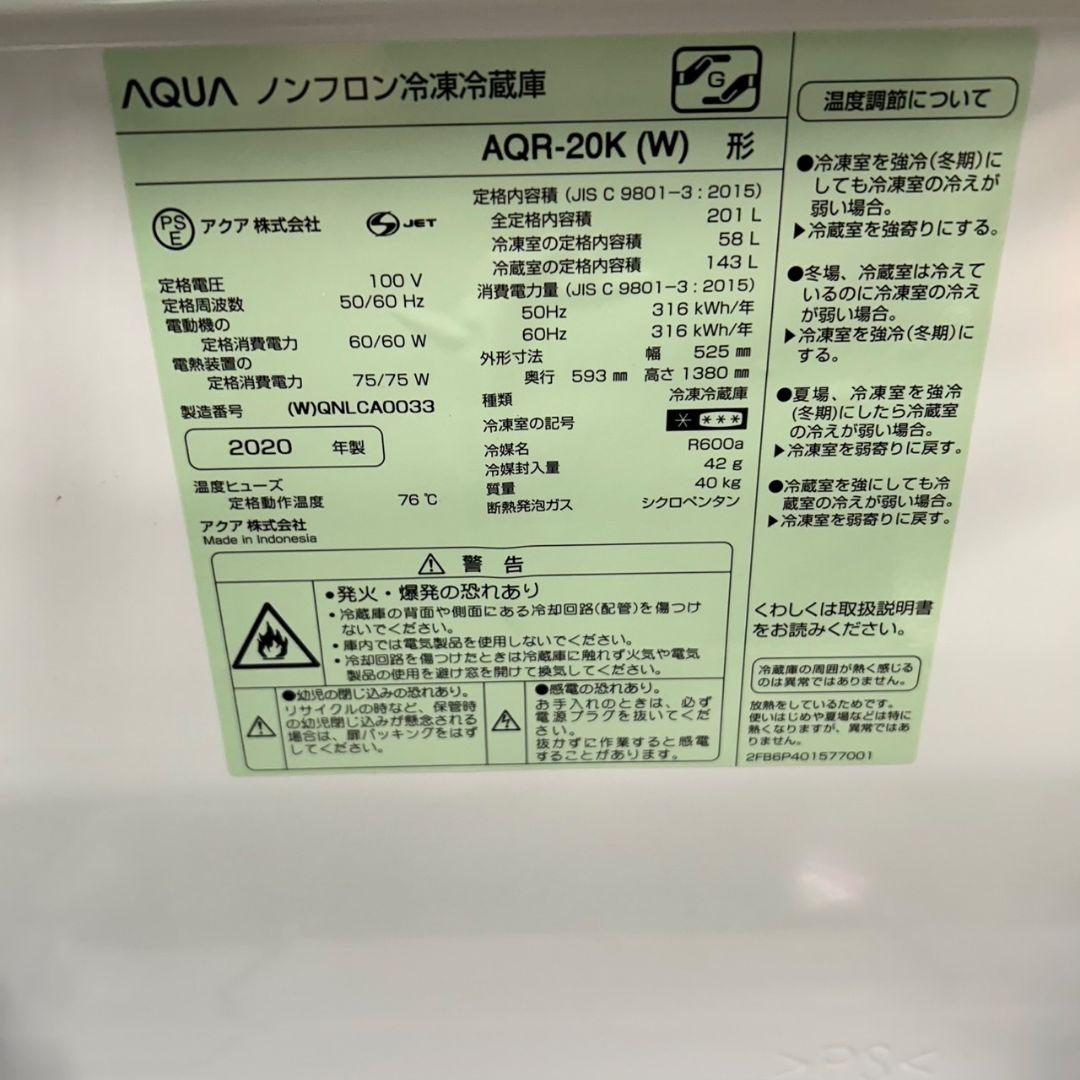 AQUA ノンフロン冷凍冷蔵庫
G
AQR-20K (W) 形
PS
E
アクア 株式会社
S JET
定格電圧 100 V
定格周波数 50/60 Hz
電動機の
定格消費電力 60/60 W
電熱装置の
定格消費電力 75/75 W
製造番号 (W)QNLCA0033
2020 年製
温度ヒューズ
定格動作温度 76 ℃
アクア 株式会社
Made in Indonesia
定格内容積 (JIS C 9801-3 : 2015)
全定格内容積 201 L
冷凍室の定格内容積 58 L
冷蔵室の定格内容積 143 L
消費電力量 (JIS C 9801-3 : 2015)
50Hz 316 kWh/年
60Hz 316 kWh/年
外形寸法 幅 525 ㎜
奥行 593 ㎜ 高さ 1380 ㎜
種類 冷凍冷蔵庫
冷凍室の記号 * ***
冷媒名 R600a
冷媒封入量 42 g
質量 40 kg
断熱発泡ガス シクロペンタン
⚠ 警 告
●発火・爆発の恐れあり
・冷蔵庫の背面や側面にある冷却回路(配管)を傷つけ
ないでください。
・庫内では電気製品を使用しないでください。
・冷却回路を傷つけたときは冷蔵庫に触れず火気や電気
製品の使用を避け窓を開けて換気してください。
●幼児の閉じ込みの恐れあり。
リサイクルの時など、保管時
の幼児閉じ込みが懸念される
場合は、扉パッキングをはず
してください。
●感電の恐れあり。
お手入れのときは、必ず
電源プラグを抜いてくだ
さい。
抜かずに作業すると感電
することがあります。
温度調節について
●冷凍室を強冷(冬期)に
しても冷凍室の冷えが
弱い場合。
▶冷蔵室を強寄りにする。
●冬場、冷蔵室は冷えて
いるのに冷凍室の冷え
が弱い場合。
▶冷凍室を強冷(冬期)に
する。
●夏場、冷凍室を強冷
(冬期)にしたら冷蔵室
の冷えが弱い場合。
▶冷凍室を弱寄りに戻す。
●冷蔵室を強にしても冷
蔵室の冷えが弱い場合。
▶冷凍室を弱寄りに戻す。
くわしくは取扱説明書
をお読みください。
冷蔵庫の周囲が熱く感じる
のは異常ではありません。
放熱をしているためです。
使いはじめや夏場などは特に
熱くなりますが、異常ではあ
りません。
2FB6P401577001
>PS<